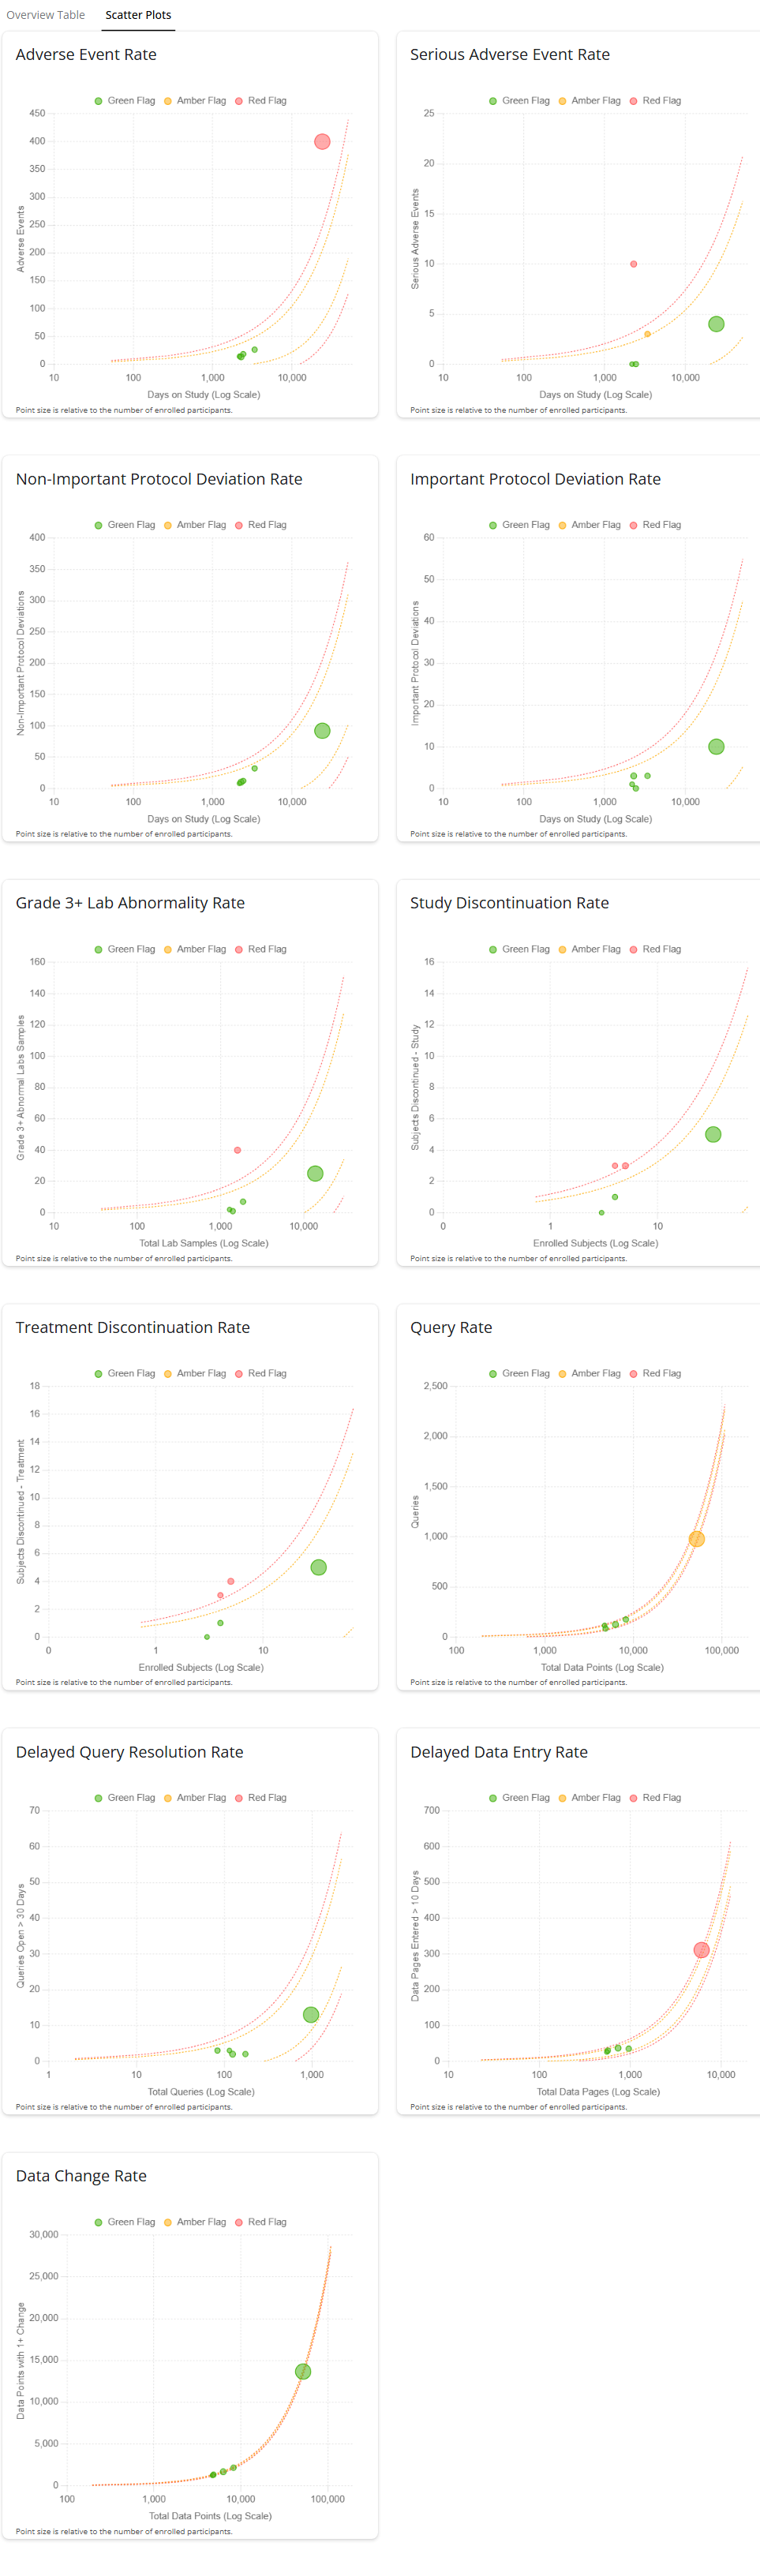 Overview Table Scatter Plots
Adverse Event Rate
Green Flag Amber Flag Red Flag
450
400
350
300
250
200
150
100
50
0
Adverse Events
10 100 1,000 10,000
Days on Study (Log Scale)
Point size is relative to the number of enrolled participants.
Serious Adverse Event Rate
Green Flag Amber Flag Red Flag
25
20
15
10
5
0
Serious Adverse Events
10 100 1,000 10,000
Days on Study (Log Scale)
Point size is relative to the number of enrolled participants.
Non-Important Protocol Deviation Rate
Green Flag Amber Flag Red Flag
400
350
300
250
200
150
100
50
0
Non-Important Protocol Deviations
10 100 1,000 10,000
Days on Study (Log Scale)
Point size is relative to the number of enrolled participants.
Important Protocol Deviation Rate
Green Flag Amber Flag Red Flag
60
50
40
30
20
10
0
Important Protocol Deviations
10 100 1,000 10,000
Days on Study (Log Scale)
Point size is relative to the number of enrolled participants.
Grade 3+ Lab Abnormality Rate
Green Flag Amber Flag Red Flag
160
140
120
100
80
60
40
20
0
Grade 3+ Abnormal Labs Samples
10 100 1,000 10,000
Total Lab Samples (Log Scale)
Point size is relative to the number of enrolled participants.
Study Discontinuation Rate
Green Flag Amber Flag Red Flag
16
14
12
10
8
6
4
2
0
Subjects Discontinued - Study
0 1 10
Enrolled Subjects (Log Scale)
Point size is relative to the number of enrolled participants.
Treatment Discontinuation Rate
Green Flag Amber Flag Red Flag
18
16
14
12
10
8
6
4
2
0
Subjects Discontinued - Treatment
0 1 10
Enrolled Subjects (Log Scale)
Point size is relative to the number of enrolled participants.
Query Rate
Green Flag Amber Flag Red Flag
2,500
2,000
1,500
1,000
500
0
Queries
100 1,000 10,000 100,000
Total Data Points (Log Scale)
Point size is relative to the number of enrolled participants.
Delayed Query Resolution Rate
Green Flag Amber Flag Red Flag
70
60
50
40
30
20
10
0
Queries Open > 30 Days
1 10 100 1,000
Total Queries (Log Scale)
Point size is relative to the number of enrolled participants.
Delayed Data Entry Rate
Green Flag Amber Flag Red Flag
700
600
500
400
300
200
100
0
Data Pages Entered > 10 Days
10 100 1,000 10,000
Total Data Pages (Log Scale)
Point size is relative to the number of enrolled participants.
Data Change Rate
Green Flag Amber Flag Red Flag
30,000
25,000
20,000
15,000
10,000
5,000
0
Data Points with 1+ Change
100 1,000 10,000 100,000
Total Data Points (Log Scale)
Point size is relative to the number of enrolled participants.